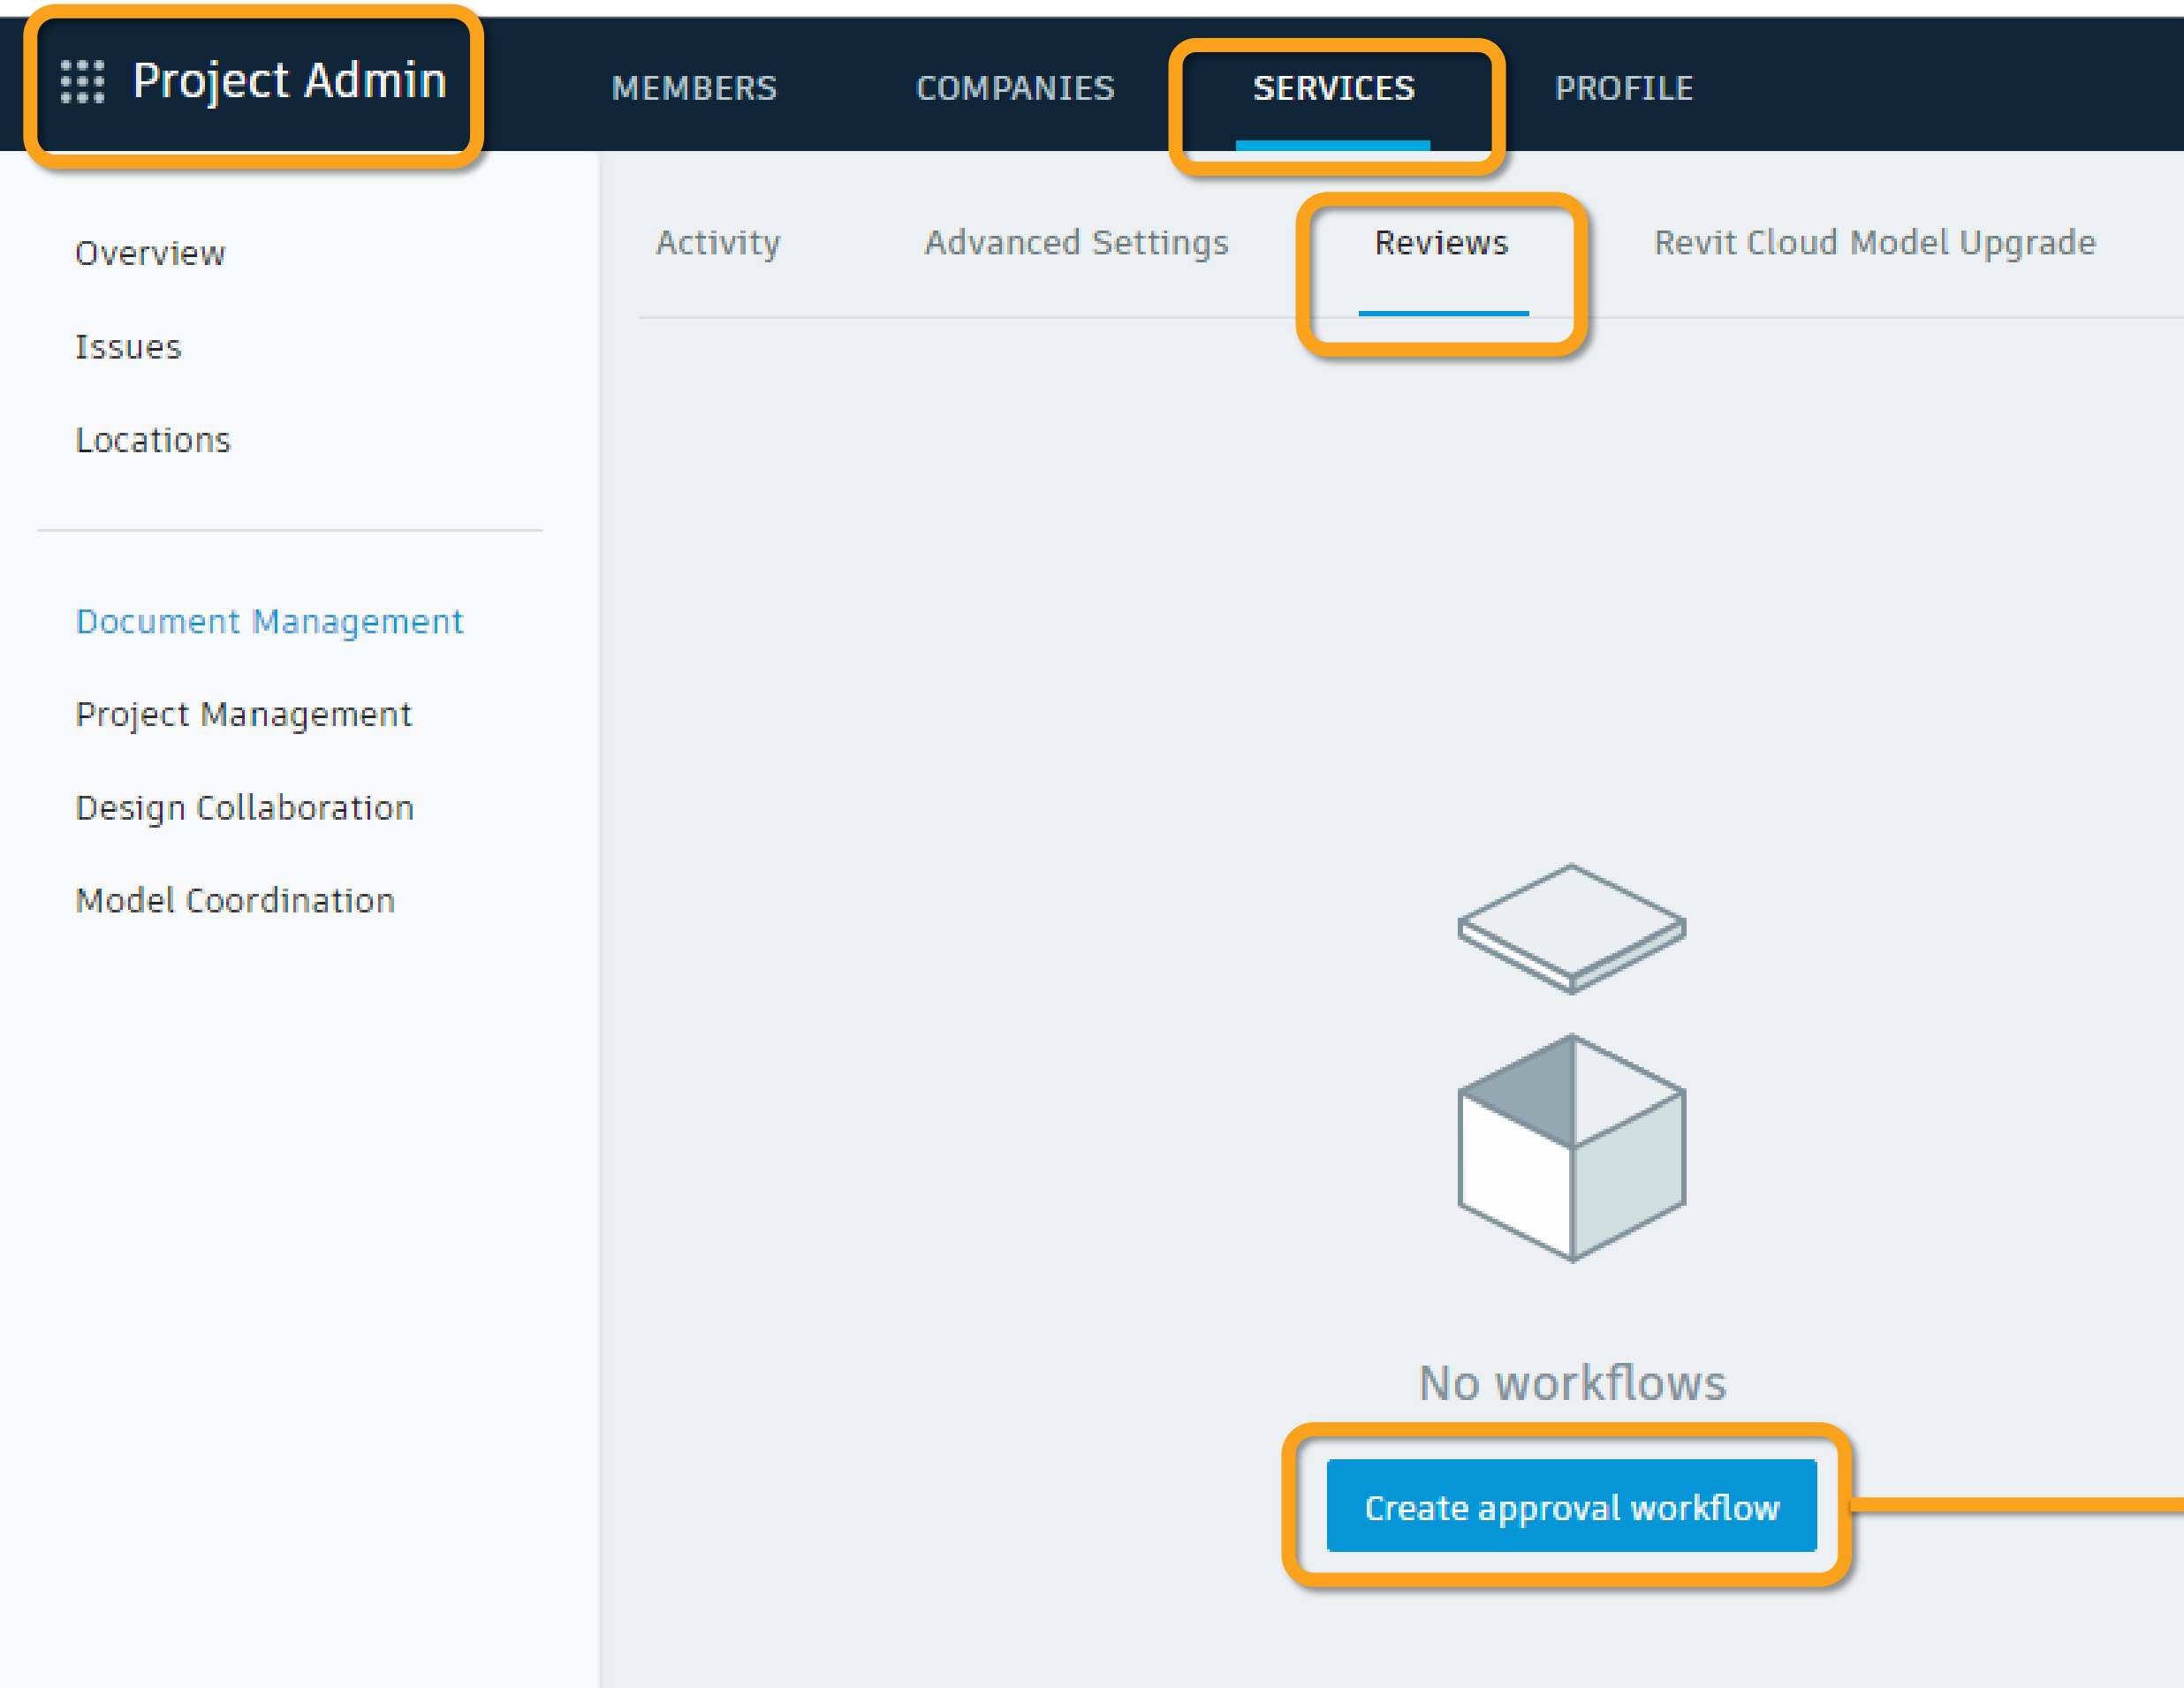 Project Admin
MEMBERS
COMPANIES
SERVICES
PROFILE
Overview
Issues
Locations
Document Management
Project Management
Design Collaboration
Model Coordination
Activity
Advanced Settings
Reviews
Revit Cloud Model Upgrade
No workflows
Create approval workflow